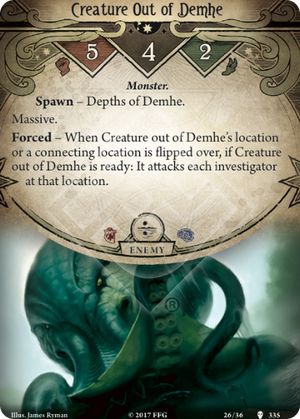 Creature Out of Demhe
5 4 2
Monster.
Spawn – Depths of Demhe.
Massive.
Forced – When Creature out of Demhe's location
or a connecting location is flipped over, if Creature
out of Demhe is ready: It attacks each investigator
at that location.
ENEMY
®
Illus. James Ryman © 2017 FFG 26/36 335